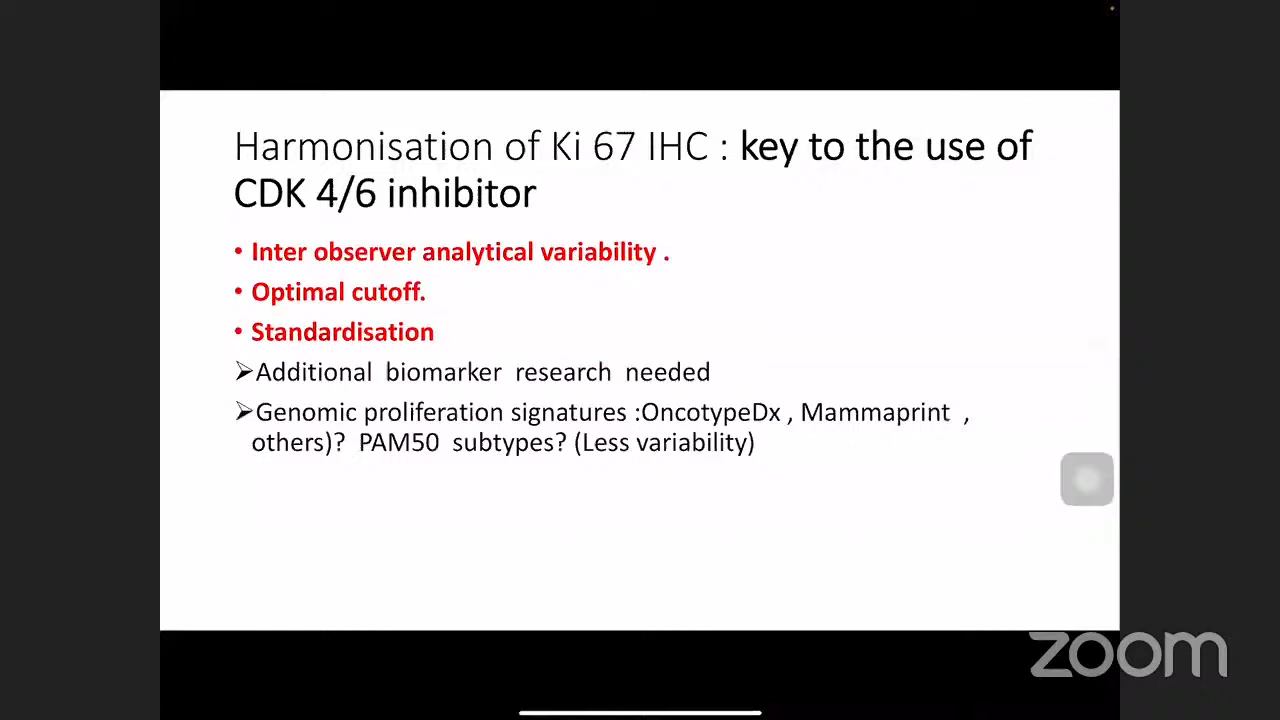 Harmonisation of Ki 67 IHC : key to the use of
CDK 4/6 inhibitor
• Inter observer analytical variability .
• Optimal cutoff.
• Standardisation
➢Additional biomarker research needed
➢Genomic proliferation signatures :OncotypeDx , Mammaprint ,
others)? PAM50 subtypes? (Less variability)
zoom